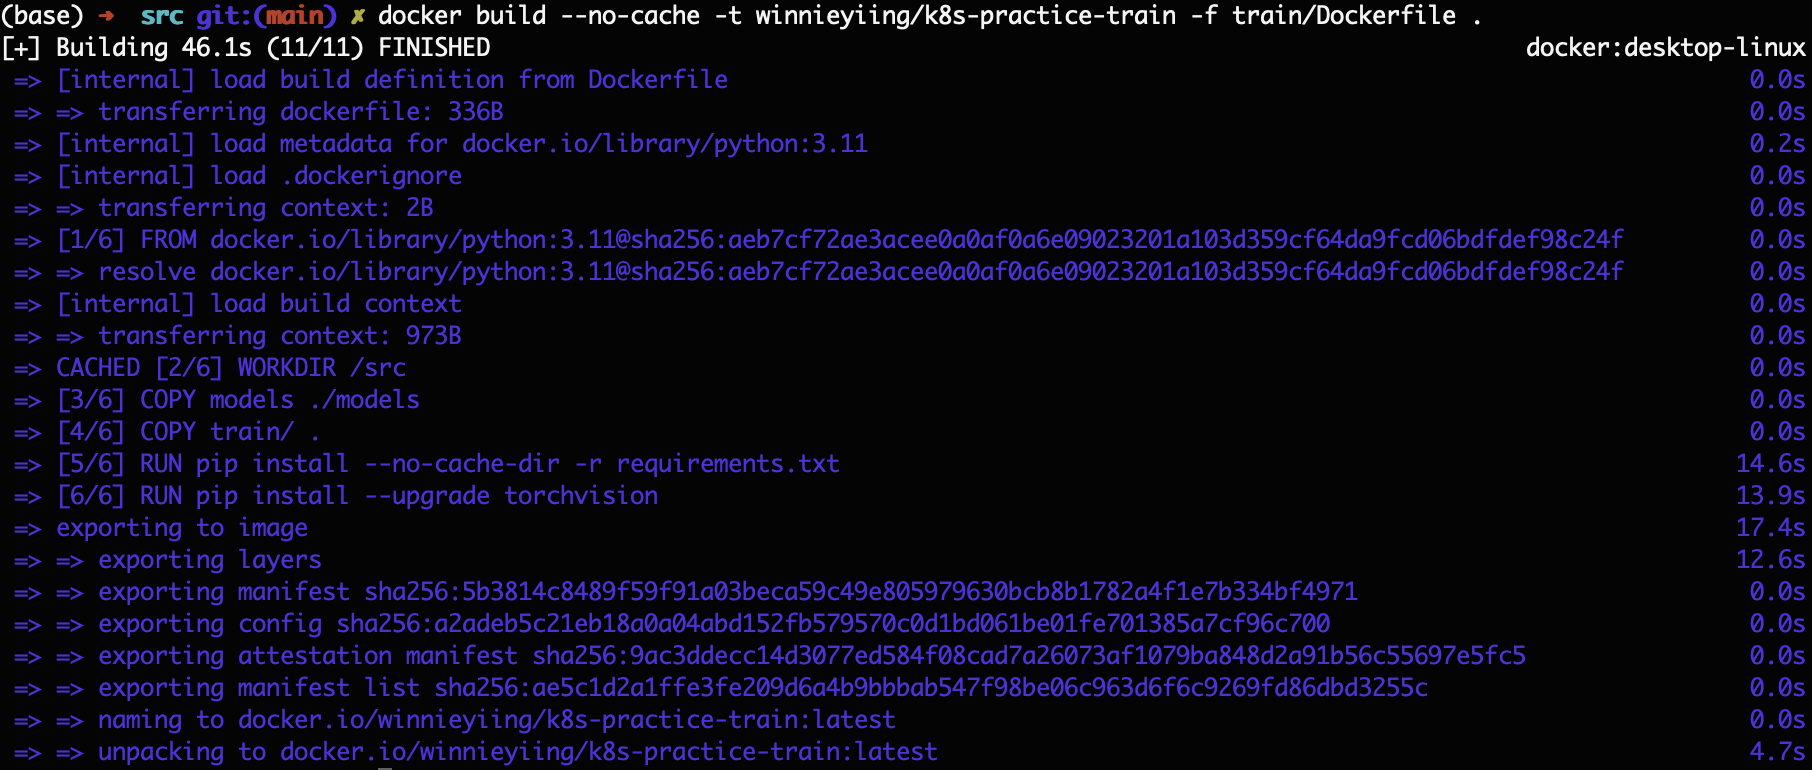 (base) ➜ src git:(main) ✗ docker build --no-cache -t winnieyiing/k8s-practice-train -f train/Dockerfile .
[+] Building 46.1s (11/11) FINISHED docker:desktop-linux
=> [internal] load build definition from Dockerfile 0.0s
=> => transferring dockerfile: 336B 0.0s
=> [internal] load metadata for docker.io/library/python:3.11 0.2s
=> [internal] load .dockerignore 0.0s
=> => transferring context: 2B 0.0s
=> [1/6] FROM docker.io/library/python:3.11@sha256:aeb7cf72ae3acee0a0af0a6e09023201a103d359cf64da9fcd06bdfdef98c24f 0.0s
=> => resolve docker.io/library/python:3.11@sha256:aeb7cf72ae3acee0a0af0a6e09023201a103d359cf64da9fcd06bdfdef98c24f 0.0s
=> [internal] load build context 0.0s
=> => transferring context: 973B 0.0s
=> CACHED [2/6] WORKDIR /src 0.0s
=> [3/6] COPY models ./models 0.0s
=> [4/6] COPY train/ . 0.0s
=> [5/6] RUN pip install --no-cache-dir -r requirements.txt 14.6s
=> [6/6] RUN pip install --upgrade torchvision 13.9s
=> exporting to image 17.4s
=> => exporting layers 12.6s
=> => exporting manifest sha256:5b3814c8489f59f91a03beca59c49e805979630bcb8b1782a4f1e7b334bf4971 0.0s
=> => exporting config sha256:a2adeb5c21eb18a0a04abd152fb579570c0d1bd061be01fe701385a7cf96c700 0.0s
=> => exporting attestation manifest sha256:9ac3ddecc14d3077ed584f08cad7a26073af1079ba848d2a91b56c55697e5fc5 0.0s
=> => exporting manifest list sha256:ae5c1d2a1ffe3fe209d6a4b9bbbab547f98be06c963d6f6c9269fd86dbd3255c 0.0s
=> => naming to docker.io/winnieyiing/k8s-practice-train:latest 0.0s
=> => unpacking to docker.io/winnieyiing/k8s-practice-train:latest 4.7s